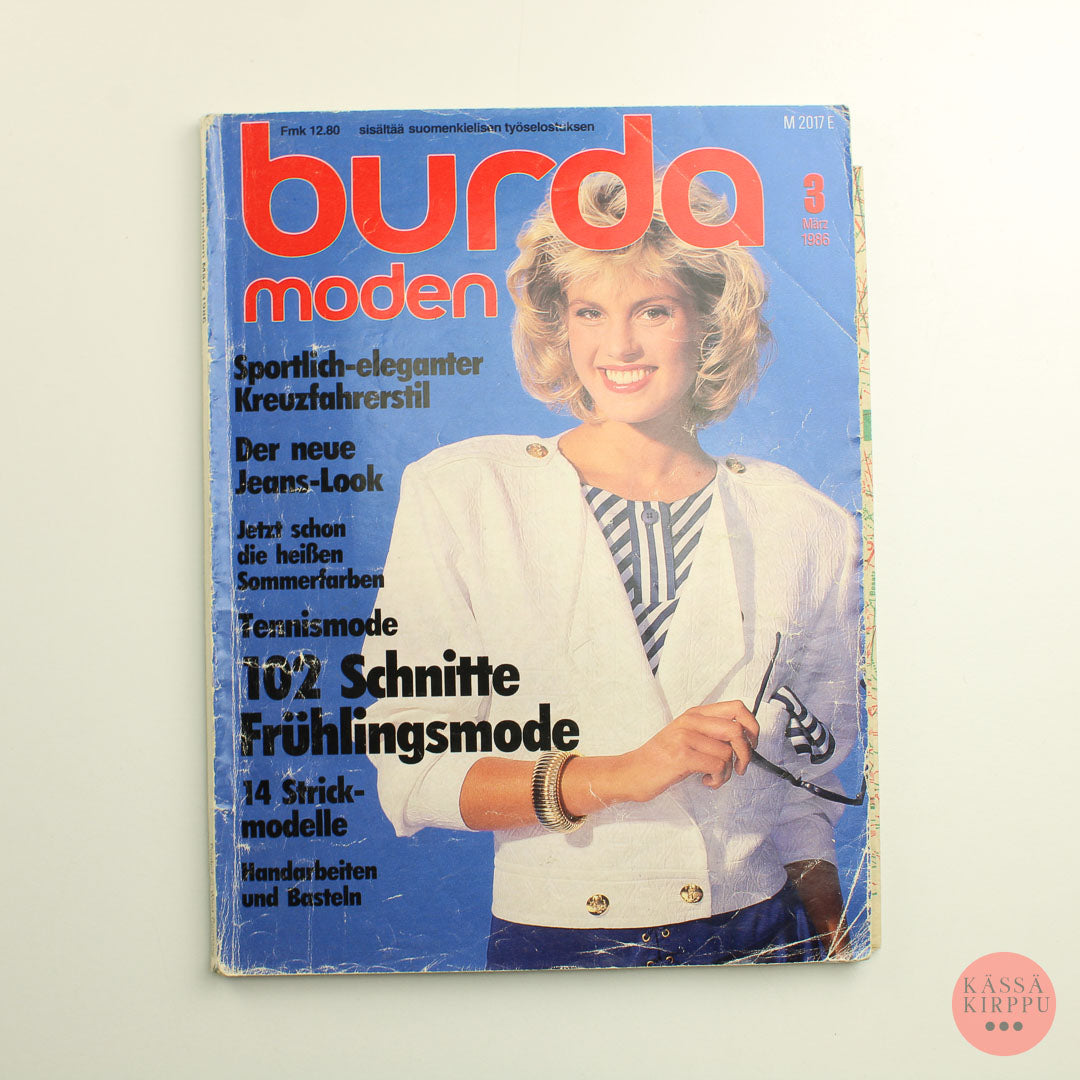 Fmk 12.80 sisältää suomenkielisen työselostuksen
M 2017 E
burda
moden
3
März
1986
Sportlich-eleganter
Kreuzfahrerstil
Der neue
Jeans-Look
Jetzt schon
die heißen
Sommerfarben
Tennismode
102 Schnitte
Frühlingsmode
14 Strick-
modelle
Handarbeiten
und Basteln
KÄSSÄ
KIRPPU